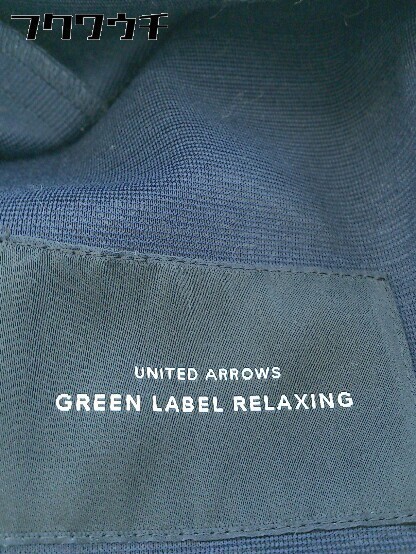 フクワウチ
UNITED ARROWS
GREEN LABEL RELAXING